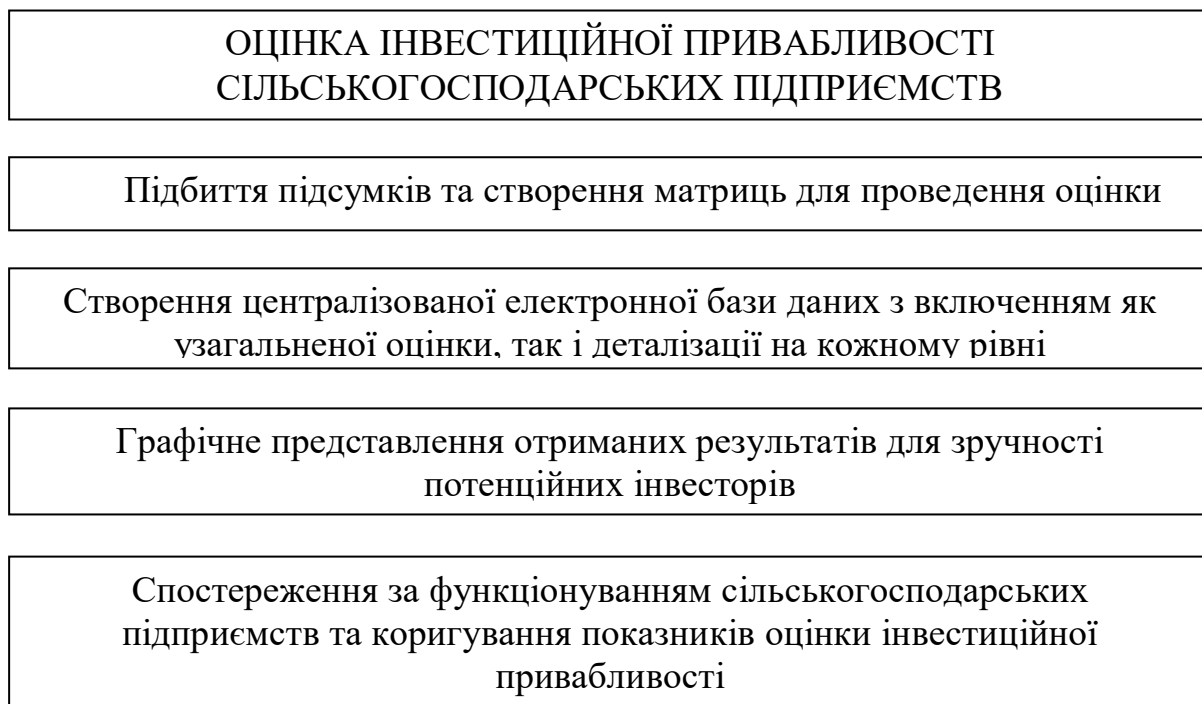 ОЦІНКА ІНВЕСТИЦІЙНОЇ ПРИВАБЛИВОСТІ
СІЛЬСЬКОГОСПОДАРСЬКИХ ПІДПРИЄМСТВ
Підбиття підсумків та створення матриць для проведення оцінки
Створення централізованої електронної бази даних з включенням як
узагальненої оцінки, так і деталізації на кожному рівні
Графічне представлення отриманих результатів для зручності
потенційних інвесторів
Спостереження за функціонуванням сільськогосподарських
підприємств та коригування показників оцінки інвестиційної
привабливості